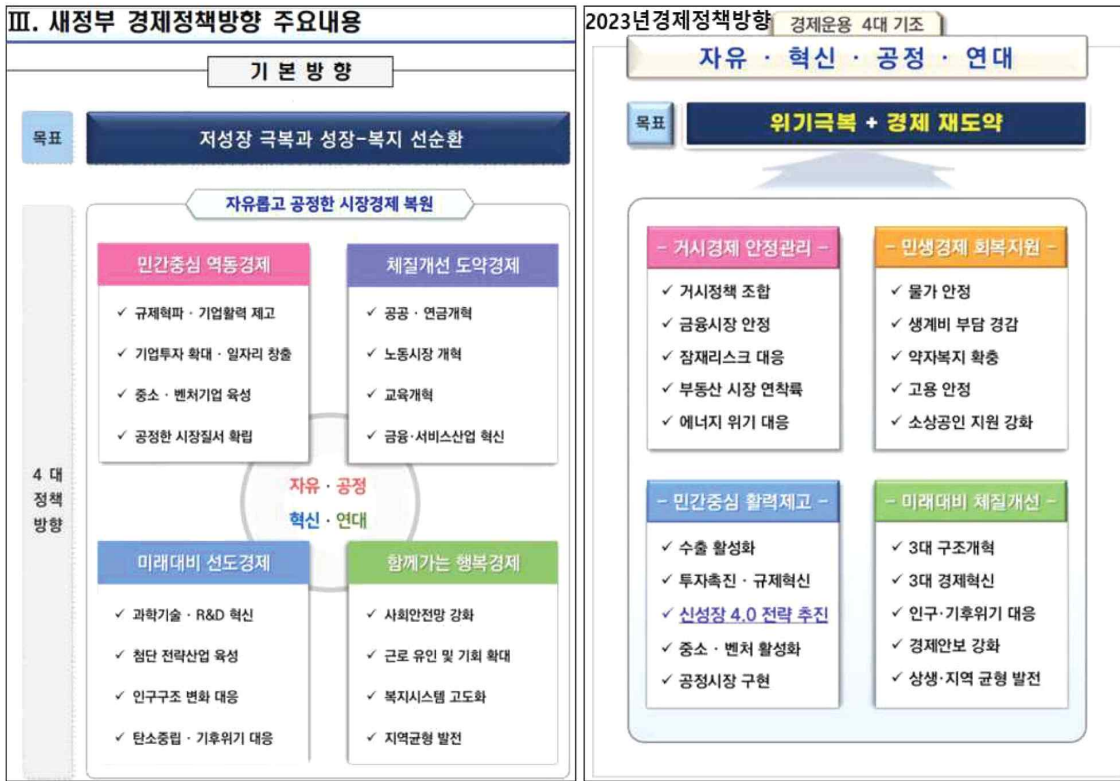 Ⅲ. 새정부 경제정책방향 주요내용
기 본 방 향
목표
저성장 극복과 성장-복지 선순환
4 대
정책
방향
자유롭고 공정한 시장경제 복원
민간중심 역동경제
✓ 규제혁파 · 기업활력 제고
✓ 기업투자 확대 · 일자리 창출
✓ 중소 · 벤처기업 육성
✓ 공정한 시장질서 확립
체질개선 도약경제
✓ 공공 · 연금개혁
✓ 노동시장 개혁
✓ 교육개혁
✓ 금융·서비스산업 혁신
자유 · 공정
혁신 · 연대
미래대비 선도경제
✓ 과학기술 · R&D 혁신
✓ 첨단 전략산업 육성
✓ 인구구조 변화 대응
✓ 탄소중립 · 기후위기 대응
함께가는 행복경제
✓ 사회안전망 강화
✓ 근로 유인 및 기회 확대
✓ 복지시스템 고도화
✓ 지역균형 발전
2023년경제정책방향
경제운용 4대 기조
자유 · 혁신 · 공정 · 연대
목표
위기극복 + 경제 재도약
- 거시경제 안정관리 -
✓ 거시정책 조합
✓ 금융시장 안정
✓ 잠재리스크 대응
✓ 부동산 시장 연착륙
✓ 에너지 위기 대응
- 민생경제 회복지원 -
✓ 물가 안정
✓ 생계비 부담 경감
✓ 약자복지 확충
✓ 고용 안정
✓ 소상공인 지원 강화
- 민간중심 활력제고 -
✓ 수출 활성화
✓ 투자촉진 · 규제혁신
✓ 신성장 4.0 전략 추진
✓ 중소 · 벤처 활성화
✓ 공정시장 구현
- 미래대비 체질개선 -
✓ 3대 구조개혁
✓ 3대 경제혁신
✓ 인구·기후위기 대응
✓ 경제안보 강화
✓ 상생·지역 균형 발전